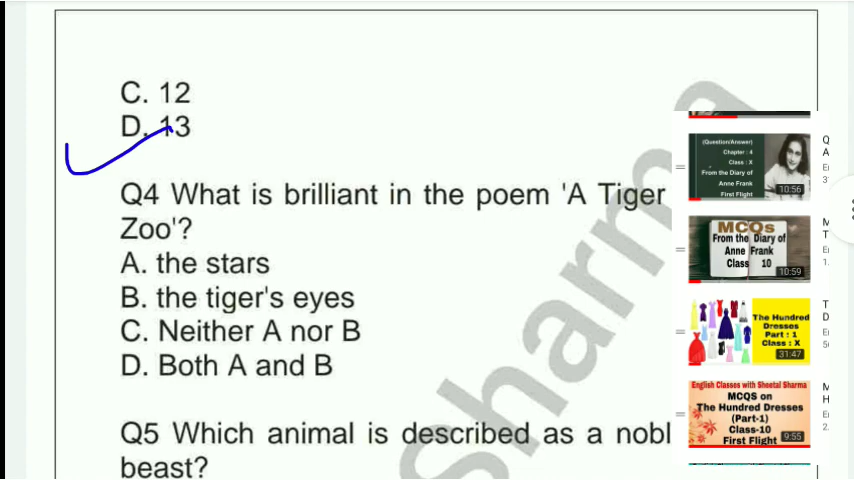 C. 12
D. 13
Q4 What is brilliant in the poem 'A Tiger
Zoo'?
A. the stars
B. the tiger's eyes
C. Neither A nor B
D. Both A and B
Q5 Which animal is described as a nobl
beast?
Sharma
(Question/Answer)
Chapter : 4
Class : X
From the Diary of
Anne Frank
First Flight
10:56
MCQs
From the Diary of
Anne Frank
Class 10
10:59
The Hundred
Dresses
Part : 1
Class : X
31:47
English Classes with Sheetal Sharma
MCQS on
The Hundred Dresses
(Part-1)
Class-10
First Flight
9:55